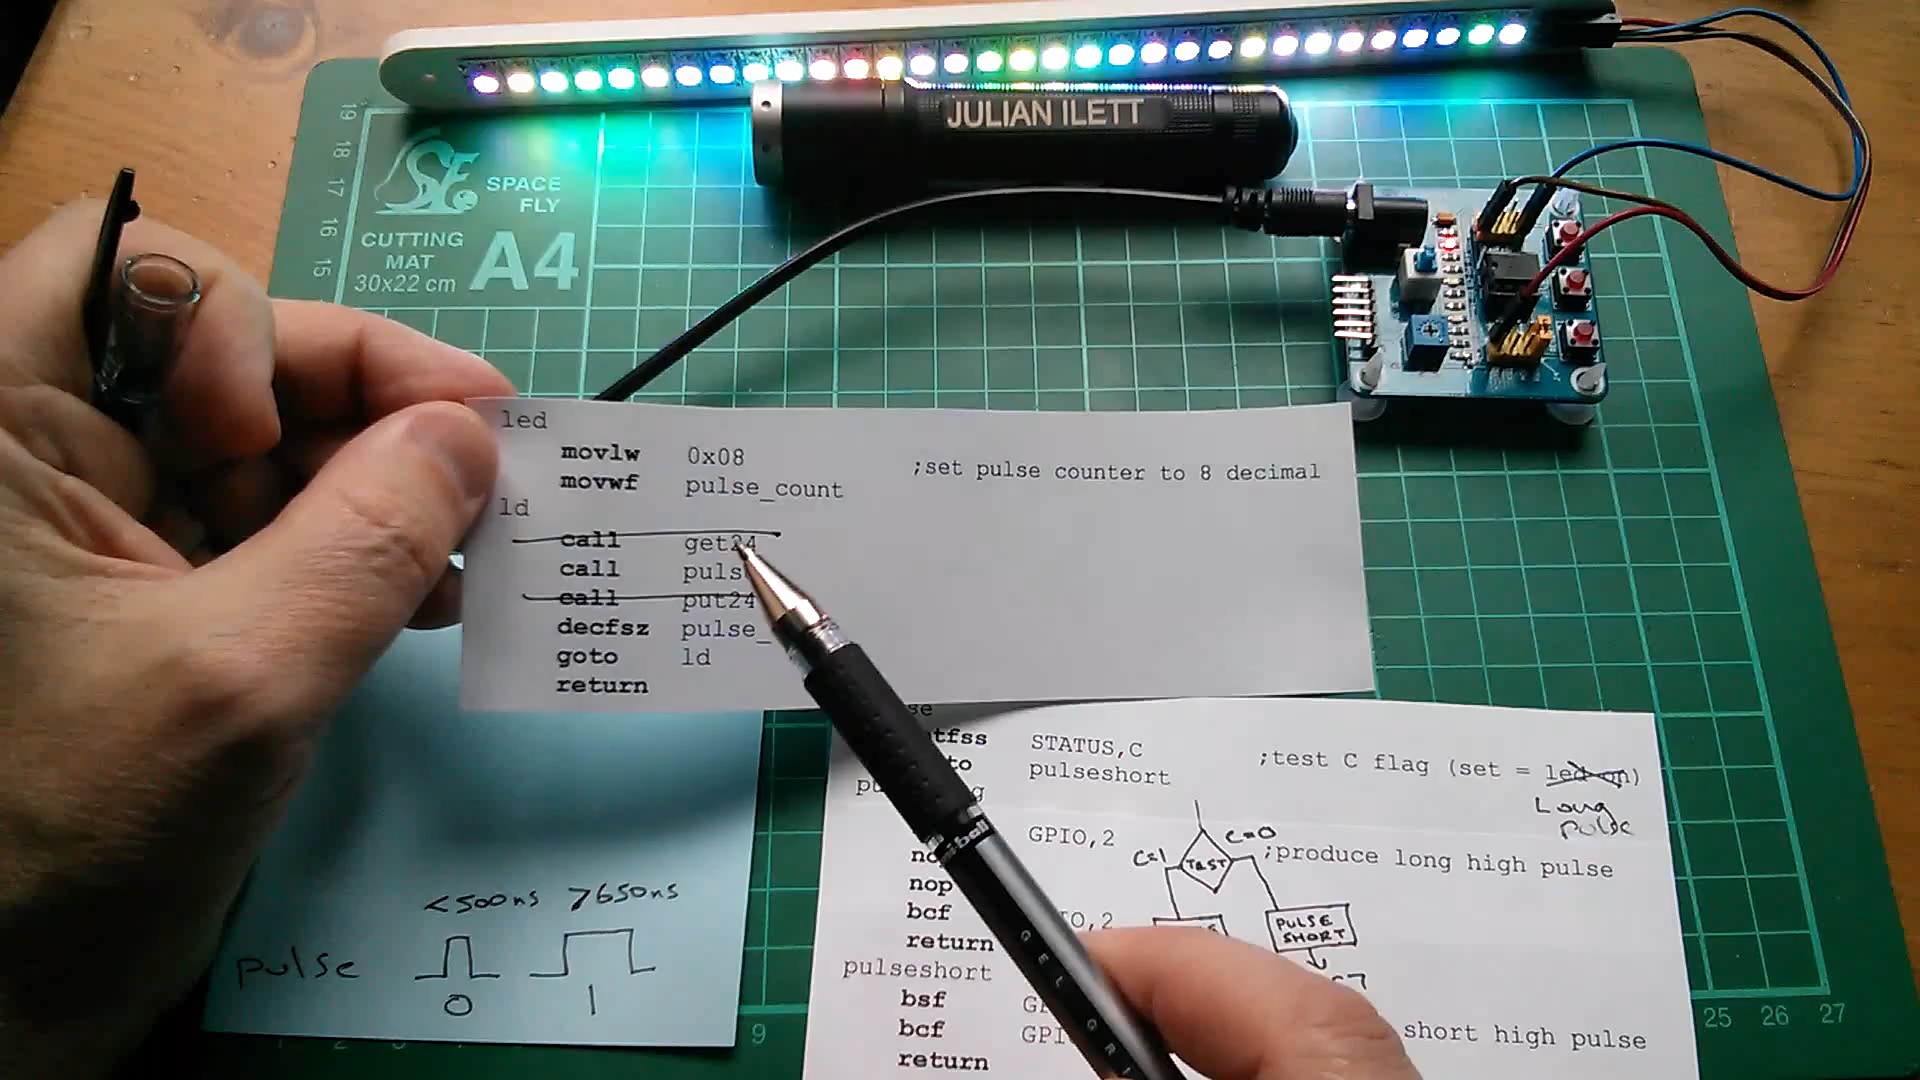 JULIAN ILETT
SPACE
FLY
CUTTING
MAT
30x22 cm
A4
19
18
17
16
15
led
movlw 0x08 ;set pulse counter to 8 decimal
movwf pulse_count
ld
call get24
call
call put24
decfsz pulse_
goto ld
return
STATUS,C ;test C flag (set = led on)
pulseshort
Long
pulse
GPIO,2
C=1 TEST C=0
;produce long high pulse
nop
bcf
return
PULSE
SHORT
pulseshort
bsf
bcf short high pulse
return
<500ns >650ns
pulse
0 1
9
25 26 27